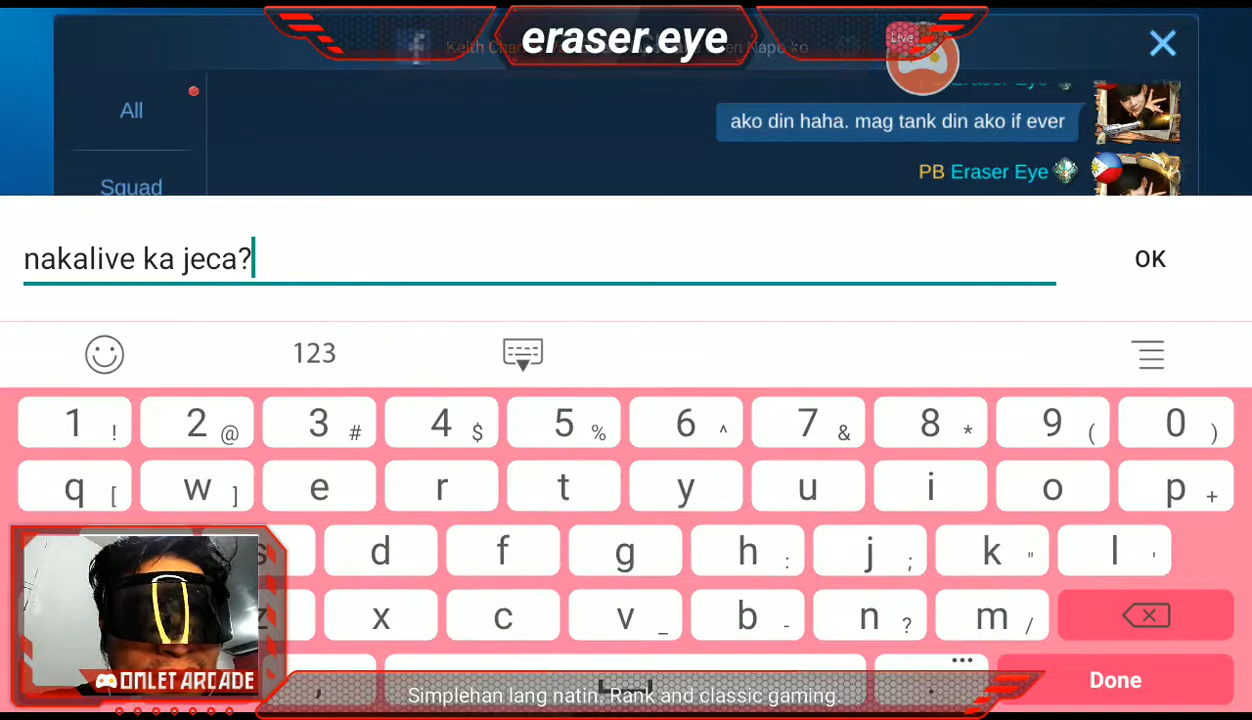 eraser.eye
Live
All
ako din haha. mag tank din ako if ever
PB Eraser Eye
Squad
nakalive ka jeca?
OK
123
1 ! 2 @ 3 # 4 $ 5 % 6 ^ 7 & 8 * 9 ( 0 )
q [ w ] e r t y u i o p +
s d f g h : j ; k " l '
z x c v _ b - n ? m /
, . Done
OMLET ARCADE
Simplehan lang natin. Rank and classic gaming.